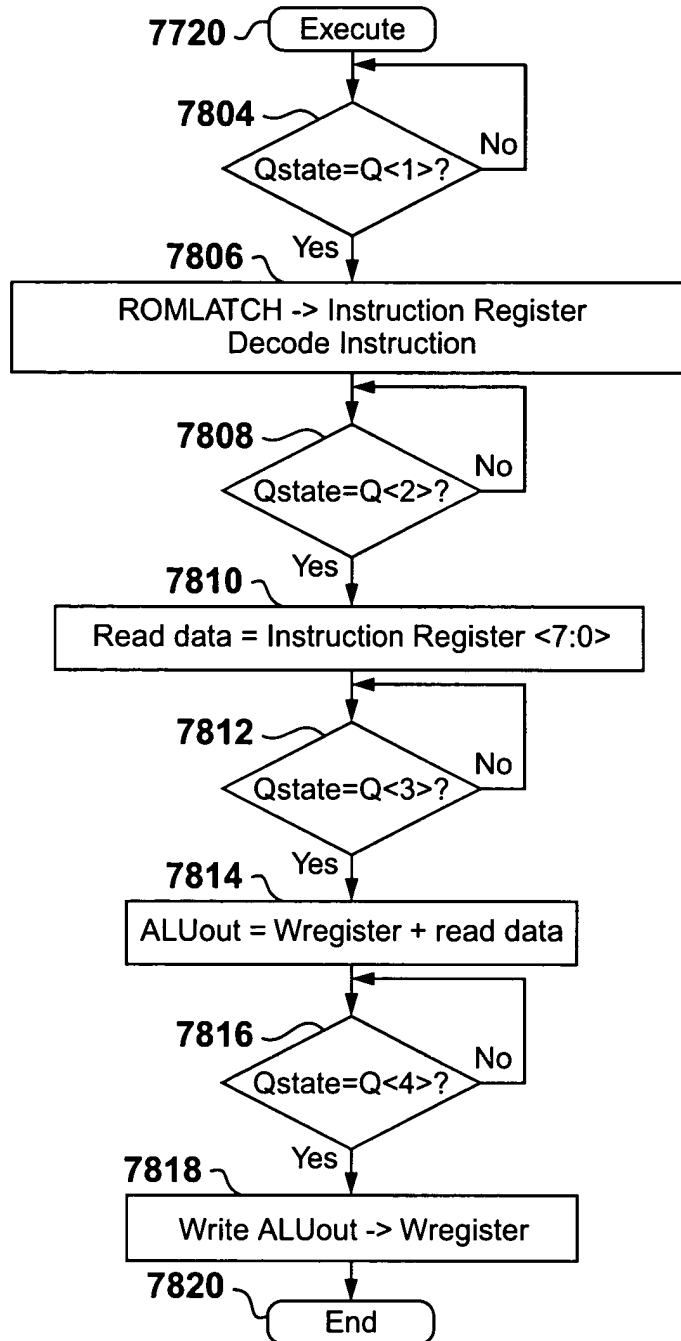 7720 Execute
7804
Qstate=Q<1>?
No
Yes
7806
ROMLATCH -> Instruction Register
Decode Instruction
7808
Qstate=Q<2>?
No
Yes
7810
Read data = Instruction Register <7:0>
7812
Qstate=Q<3>?
No
Yes
7814
ALUout = Wregister + read data
7816
Qstate=Q<4>?
No
Yes
7818
Write ALUout -> Wregister
7820
End